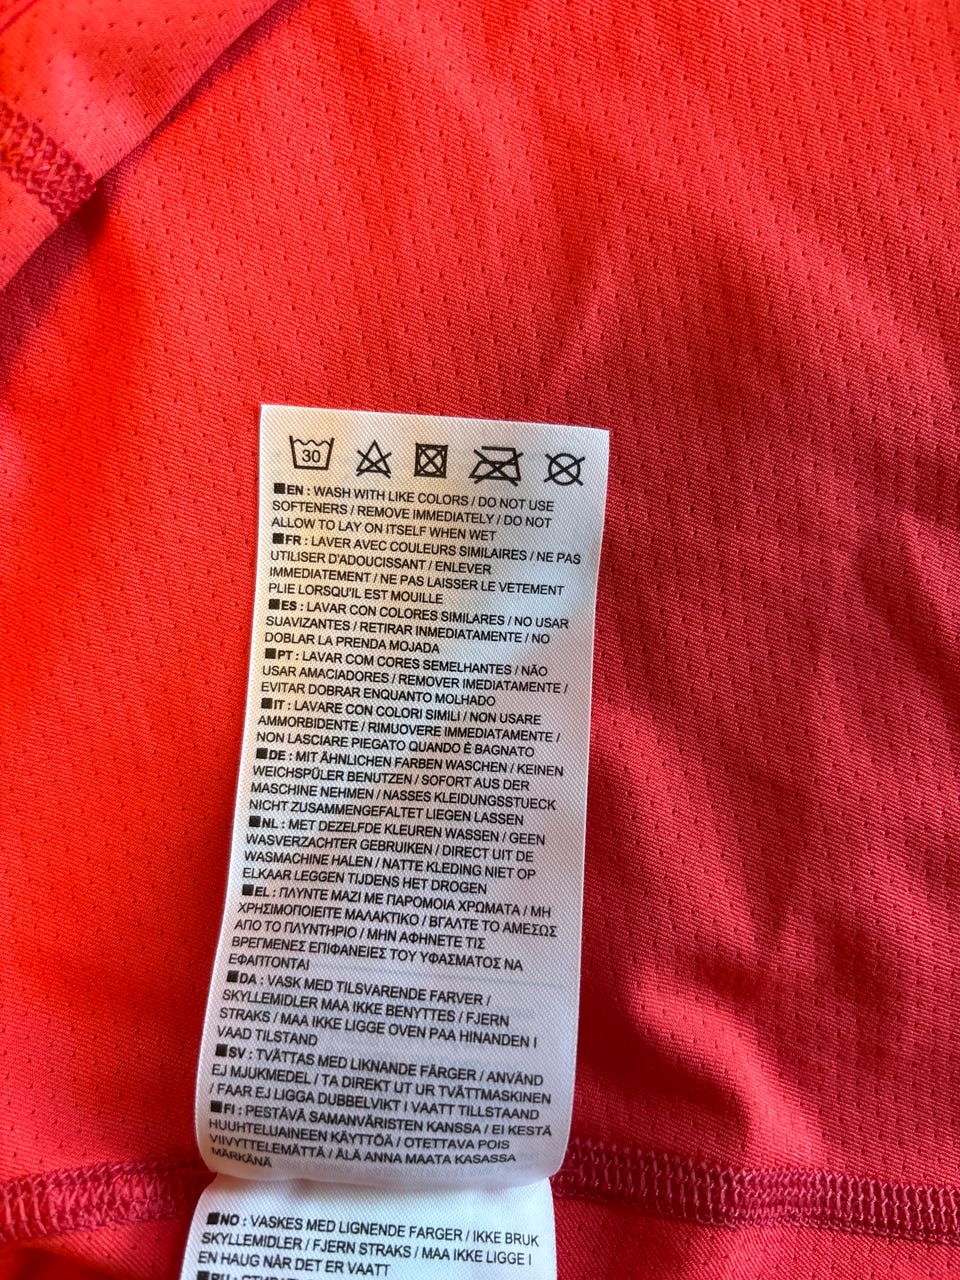 30
■EN : WASH WITH LIKE COLORS / DO NOT USE
SOFTENERS / REMOVE IMMEDIATELY / DO NOT
ALLOW TO LAY ON ITSELF WHEN WET
■FR : LAVER AVEC COULEURS SIMILAIRES / NE PAS
UTILISER D'ADOUCISSANT / ENLEVER
IMMEDIATEMENT / NE PAS LAISSER LE VETEMENT
PLIE LORSQU'IL EST MOUILLE
■ES : LAVAR CON COLORES SIMILARES / NO USAR
SUAVIZANTES / RETIRAR INMEDIATAMENTE / NO
DOBLAR LA PRENDA MOJADA
■PT : LAVAR COM CORES SEMELHANTES / NÃO
USAR AMACIADORES / REMOVER IMEDIATAMENTE /
EVITAR DOBRAR ENQUANTO MOLHADO
■IT : LAVARE CON COLORI SIMILI / NON USARE
AMMORBIDENTE / RIMUOVERE IMMEDIATAMENTE /
NON LASCIARE PIEGATO QUANDO È BAGNATO
■DE : MIT ÄHNLICHEN FARBEN WASCHEN / KEINEN
WEICHSPÜLER BENUTZEN / SOFORT AUS DER
MASCHINE NEHMEN / NASSES KLEIDUNGSSTUECK
NICHT ZUSAMMENGEFALTET LIEGEN LASSEN
■NL : MET DEZELFDE KLEUREN WASSEN / GEEN
WASVERZACHTER GEBRUIKEN / DIRECT UIT DE
WASMACHINE HALEN / NATTE KLEDING NIET OP
ELKAAR LEGGEN TIJDENS HET DROGEN
■EL : ΠΛΥΝΤΕ ΜΑΖΙ ΜΕ ΠΑΡΟΜΟΙΑ ΧΡΩΜΑΤΑ / ΜΗ
ΧΡΗΣΙΜΟΠΟΙΕΙΤΕ ΜΑΛΑΚΤΙΚΟ / ΒΓΑΛΤΕ ΤΟ ΑΜΕΣΩΣ
ΑΠΟ ΤΟ ΠΛΥΝΤΗΡΙΟ / ΜΗΝ ΑΦΗΝΕΤΕ ΤΙΣ
ΒΡΕΓΜΕΝΕΣ ΕΠΙΦΑΝΕΙΕΣ ΤΟΥ ΥΦΑΣΜΑΤΟΣ ΝΑ
ΕΦΑΠΤΟΝΤΑΙ
■DA : VASK MED TILSVARENDE FARVER /
SKYLLEMIDLER MAA IKKE BENYTTES / FJERN
STRAKS / MAA IKKE LIGGE OVEN PAA HINANDEN I
VAAD TILSTAND
■SV : TVÄTTAS MED LIKNANDE FÄRGER / ANVÄND
EJ MJUKMEDEL / TA DIREKT UT UR TVÄTTMASKINEN
/ FAAR EJ LIGGA DUBBELVIKT I VAATT TILLSTAAND
■FI : PESTÄVÄ SAMANVÄRISTEN KANSSA / EI KESTÄ
HUUHTELUAINEEN KÄYTTÖÄ / OTETTAVA POIS
VIIVYTTELEMÄTTÄ / ÄLÄ ANNA MAATA KASASSA
MÄRKÄNÄ
■NO : VASKES MED LIGNENDE FARGER / IKKE BRUK
SKYLLEMIDLER / FJERN STRAKS / MAA IKKE LIGGE I
EN HAUG NÅR DET ER VAATT